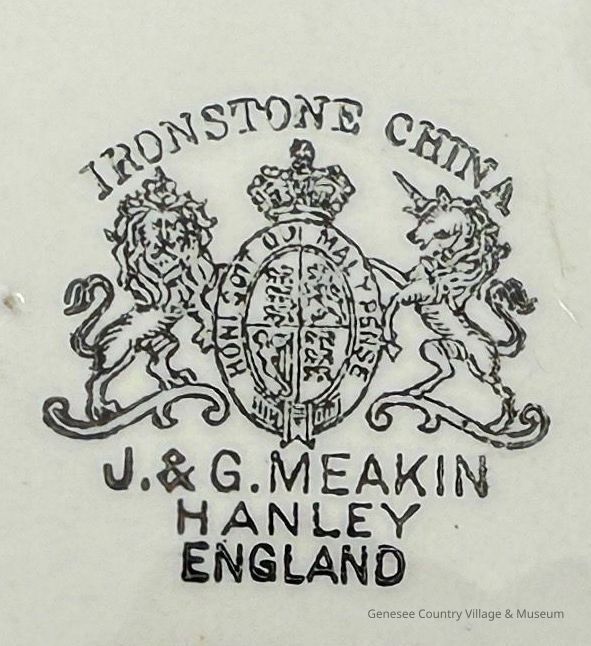 IRONSTONE CHINA
HONI SOIT QUI MAL Y PENSE
J.&G.MEAKIN
HANLEY
ENGLAND
Genesee Country Village & Museum